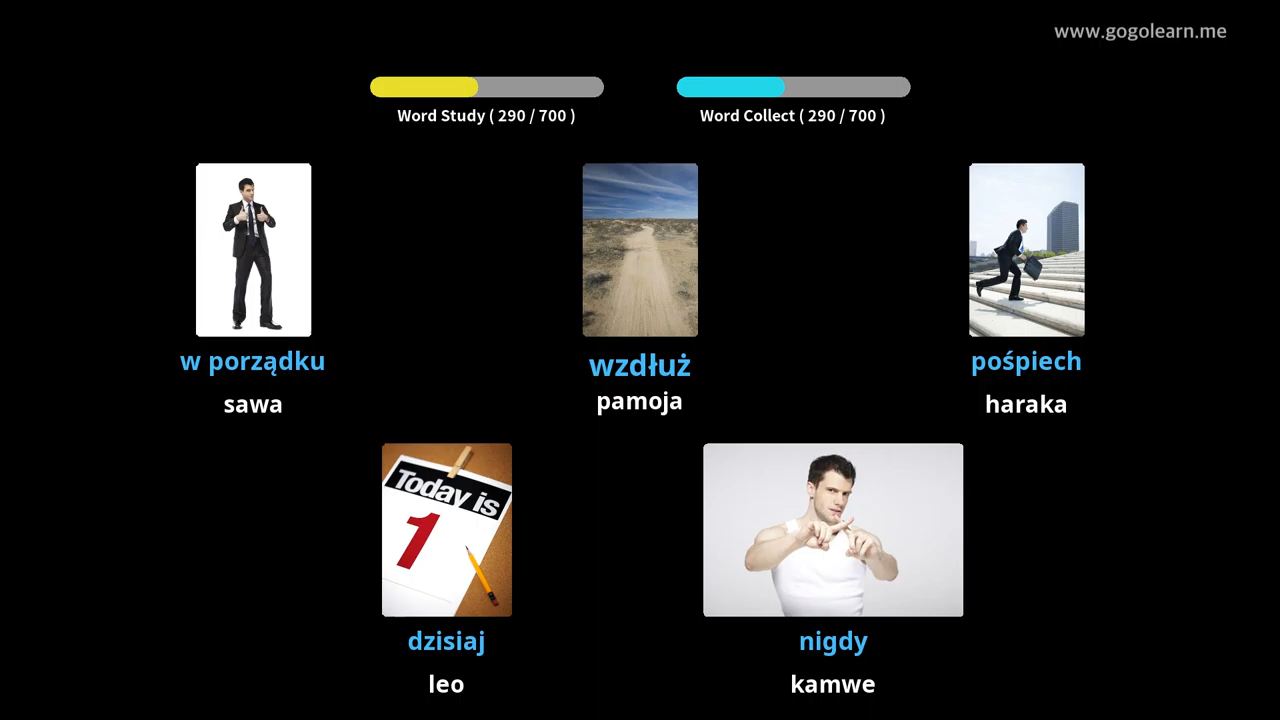 www.gogolearn.me
Word Study ( 290 / 700 )
Word Collect ( 290 / 700 )
w porządku
sawa
wzdłuż
pamoja
pośpiech
haraka
Today is
1
dzisiaj
leo
nigdy
kamwe